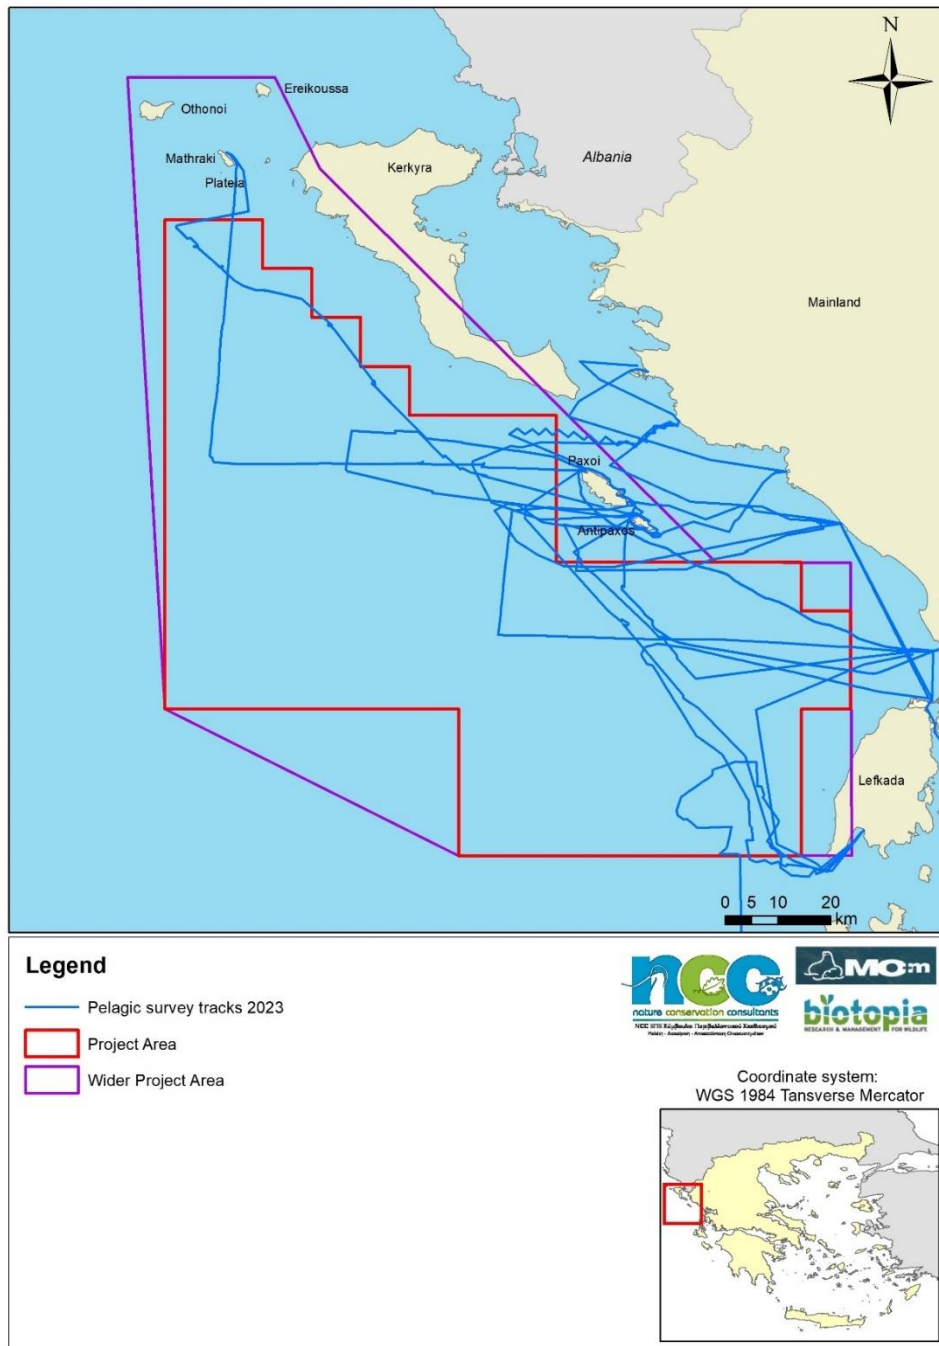 N
Ereikoussa
Othonoi
Albania
Mathraki
Kerkyra
Plateia
Mainland
Paxoi
Antipaxos
Lefkada
0 5 10 20
km
Legend
Pelagic survey tracks 2023
Project Area
Wider Project Area
ncc
nature conservation consultants
MO:m
biotopia
RESEARCH & MANAGEMENT FOR WILDLIFE
Coordinate system:
WGS 1984 Tansverse Mercator